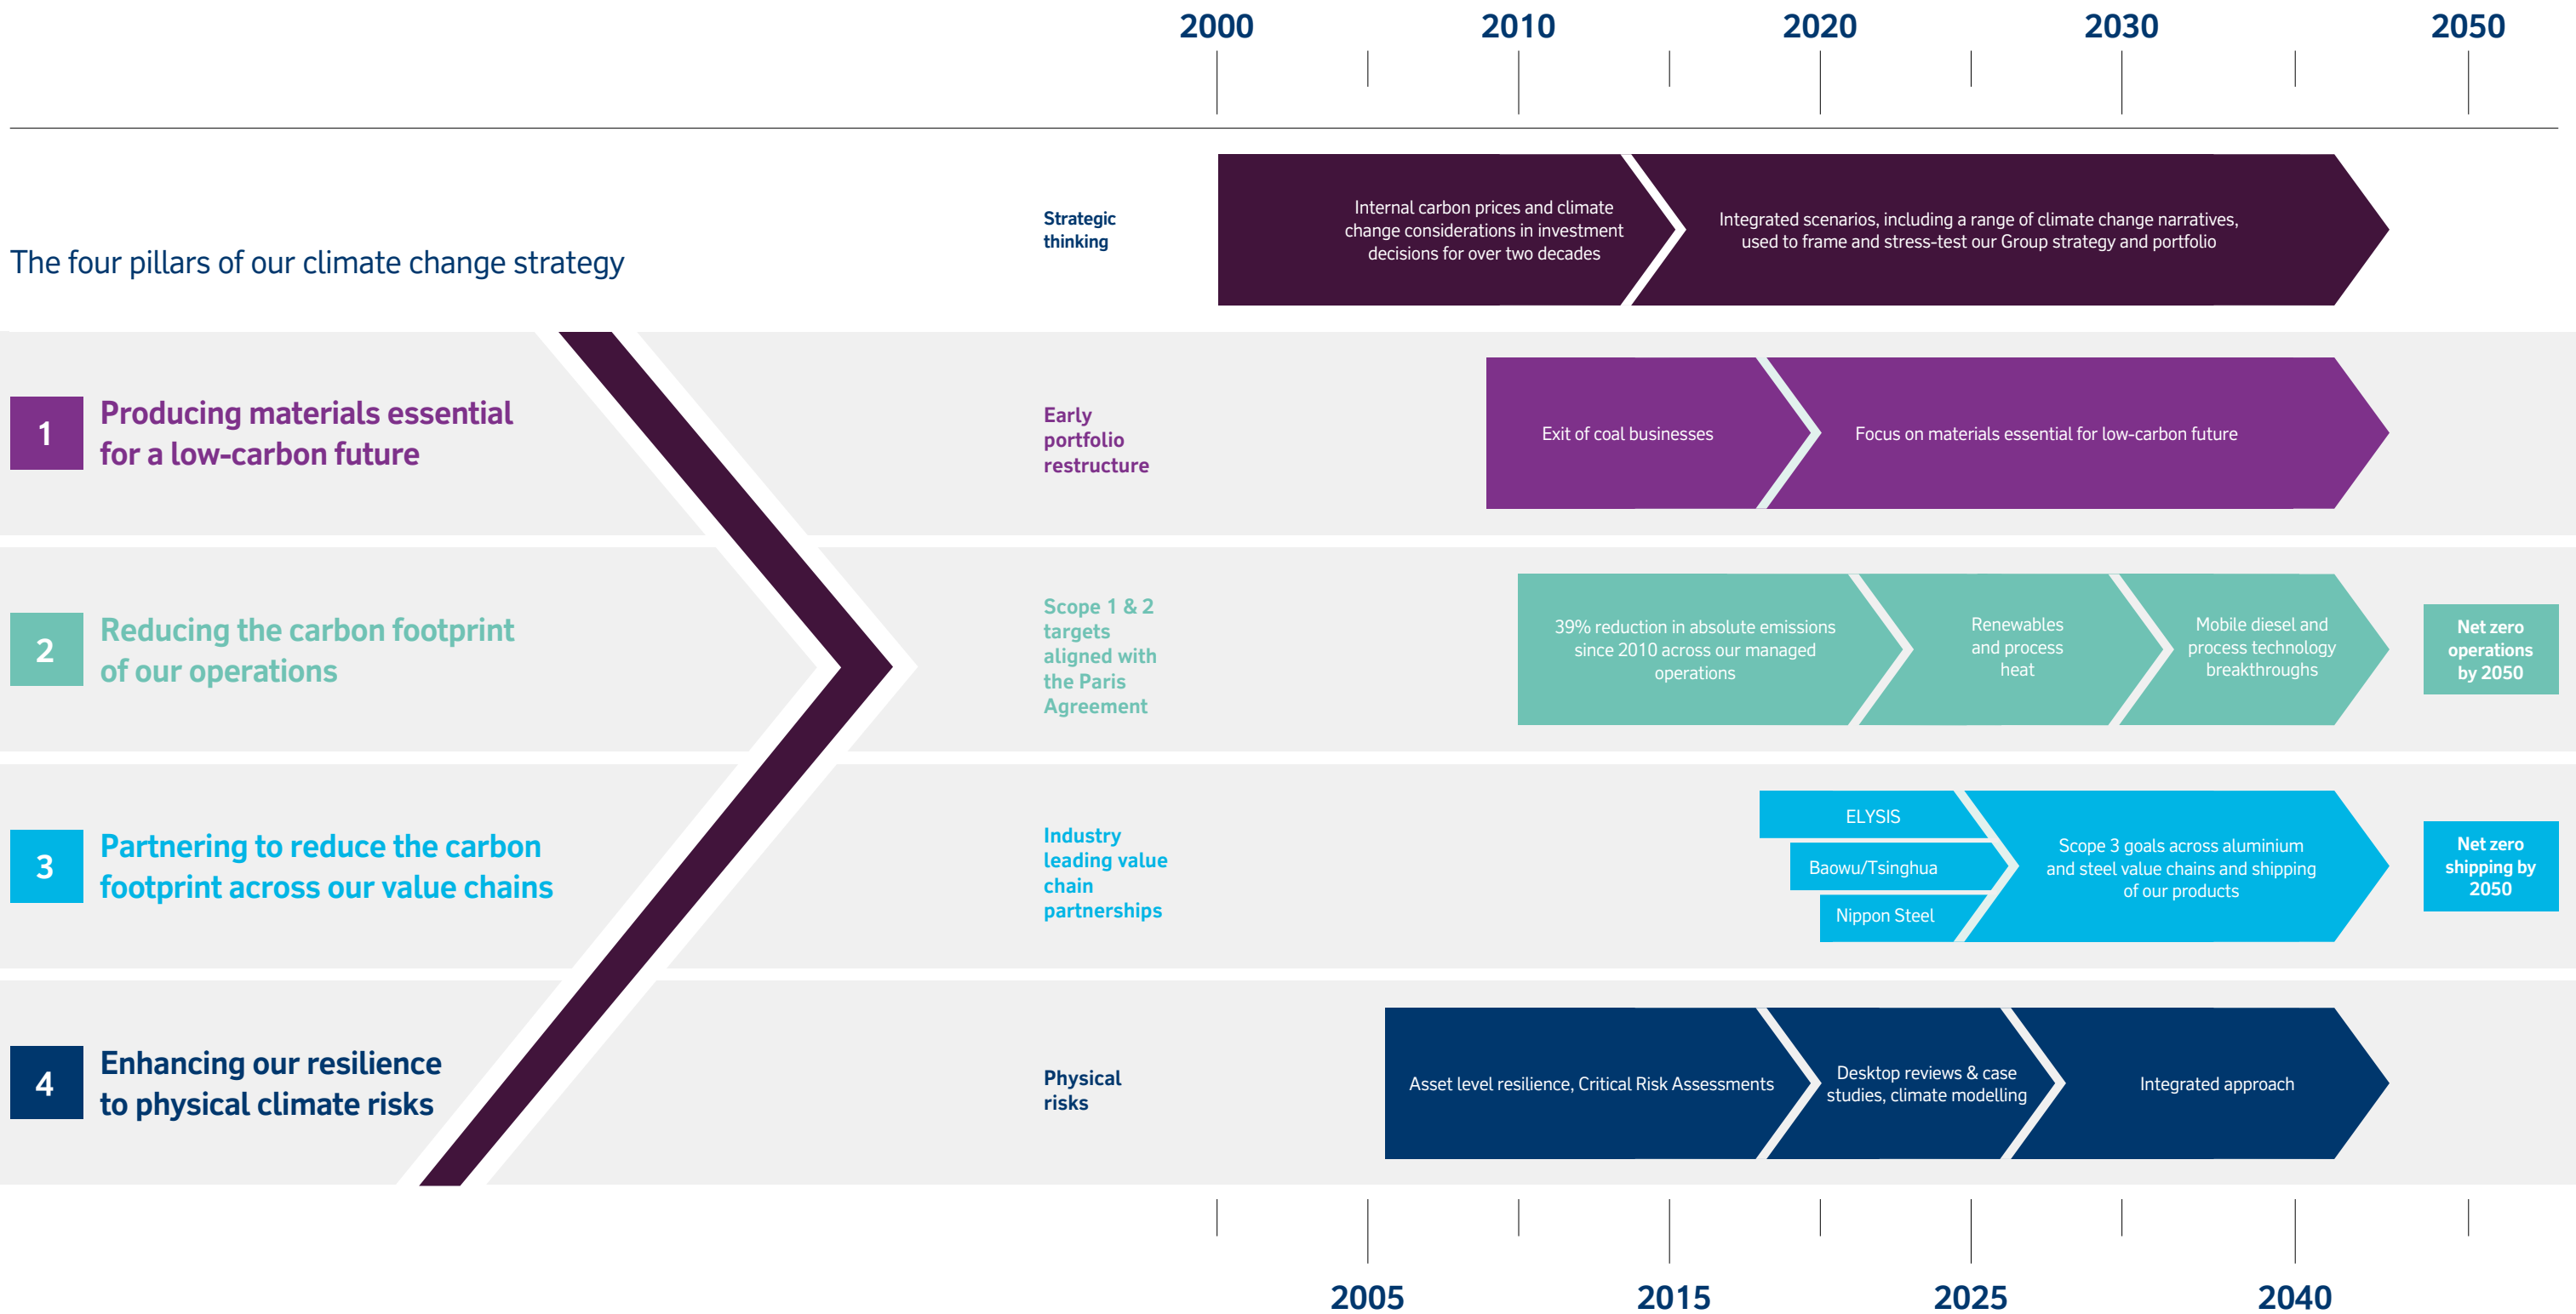 2000 2010 2020 2030 2050
The four pillars of our climate change strategy
Strategic
thinking
Internal carbon prices and climate
change considerations in investment
decisions for over two decades
Integrated scenarios, including a range of climate change narratives,
used to frame and stress-test our Group strategy and portfolio
1
Producing materials essential
for a low-carbon future
Early
portfolio
restructure
Exit of coal businesses
Focus on materials essential for low-carbon future
2
Reducing the carbon footprint
of our operations
Scope 1 & 2
targets
aligned with
the Paris
Agreement
39% reduction in absolute emissions
since 2010 across our managed
operations
Renewables
and process
heat
Mobile diesel and
process technology
breakthroughs
Net zero
operations
by 2050
3
Partnering to reduce the carbon
footprint across our value chains
Industry
leading value
chain
partnerships
ELYSIS
Baowu/Tsinghua
Nippon Steel
Scope 3 goals across aluminium
and steel value chains and shipping
of our products
Net zero
shipping by
2050
4
Enhancing our resilience
to physical climate risks
Physical
risks
Asset level resilience, Critical Risk Assessments
Desktop reviews & case
studies, climate modelling
Integrated approach
2005 2015 2025 2040